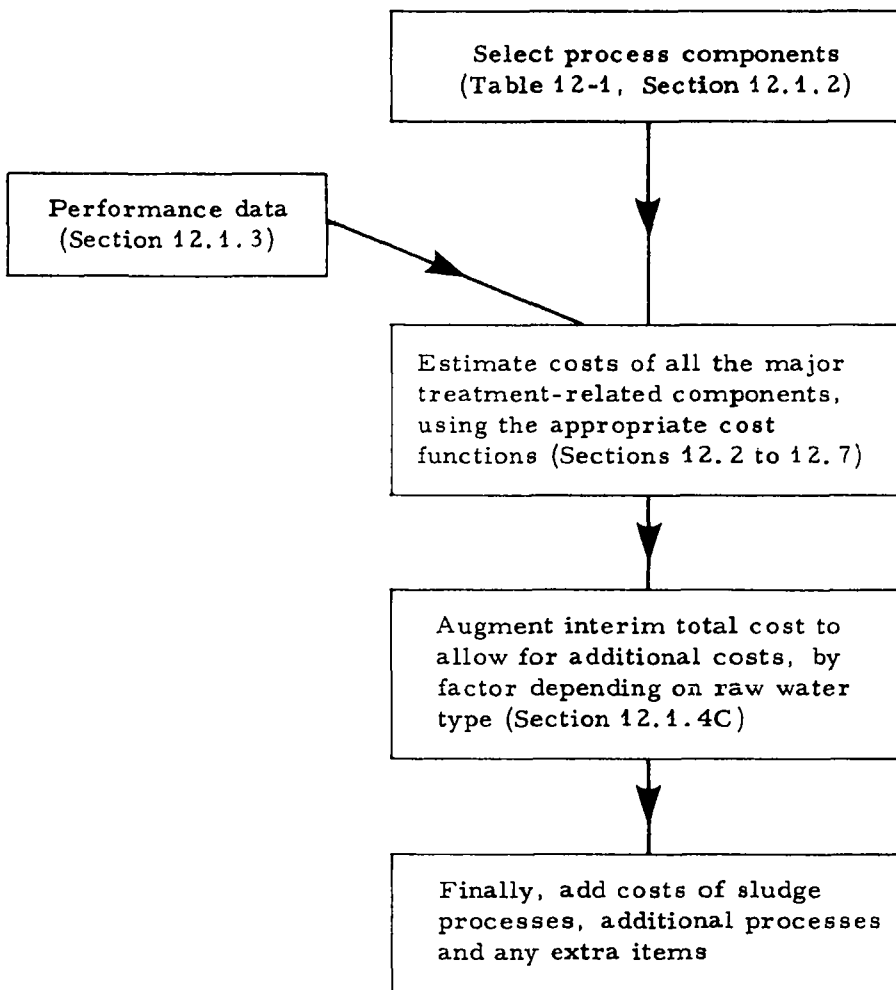 Select process components
(Table 12-1, Section 12.1.2)
Performance data
(Section 12.1.3)
Estimate costs of all the major
treatment-related components,
using the appropriate cost
functions (Sections 12.2 to 12.7)
Augment interim total cost to
allow for additional costs, by
factor depending on raw water
type (Section 12.1.4C)
Finally, add costs of sludge
processes, additional processes
and any extra items